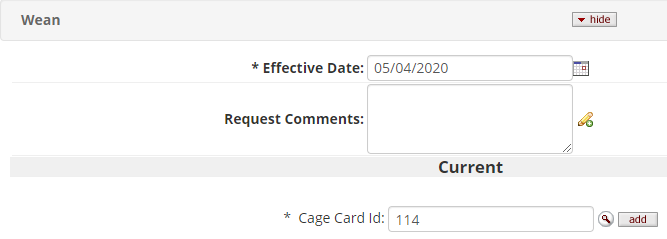 Wean hide
* Effective Date: 05/04/2020
Request Comments:
Current
* Cage Card Id: 114 add